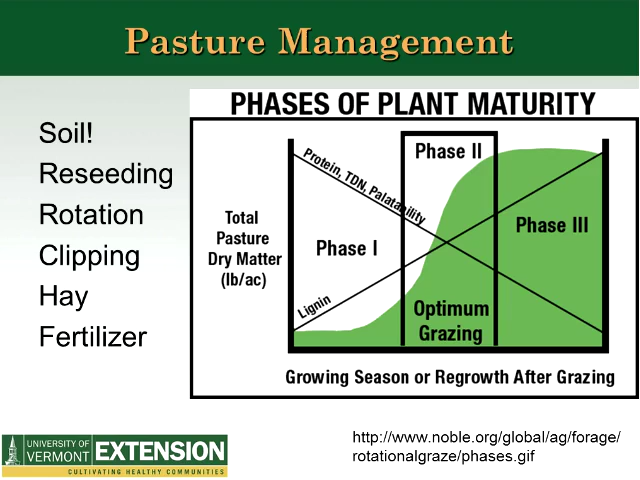 Pasture Management
Soil!
Reseeding
Rotation
Clipping
Hay
Fertilizer
PHASES OF PLANT MATURITY
Total
Pasture
Dry Matter
(lb/ac)
Protein, TDN, Palatability
Lignin
Phase I
Phase II
Optimum
Grazing
Phase III
Growing Season or Regrowth After Grazing
UNIVERSITY OF
VERMONT
EXTENSION
CULTIVATING HEALTHY COMMUNITIES
http://www.noble.org/global/ag/forage/
rotationalgraze/phases.gif